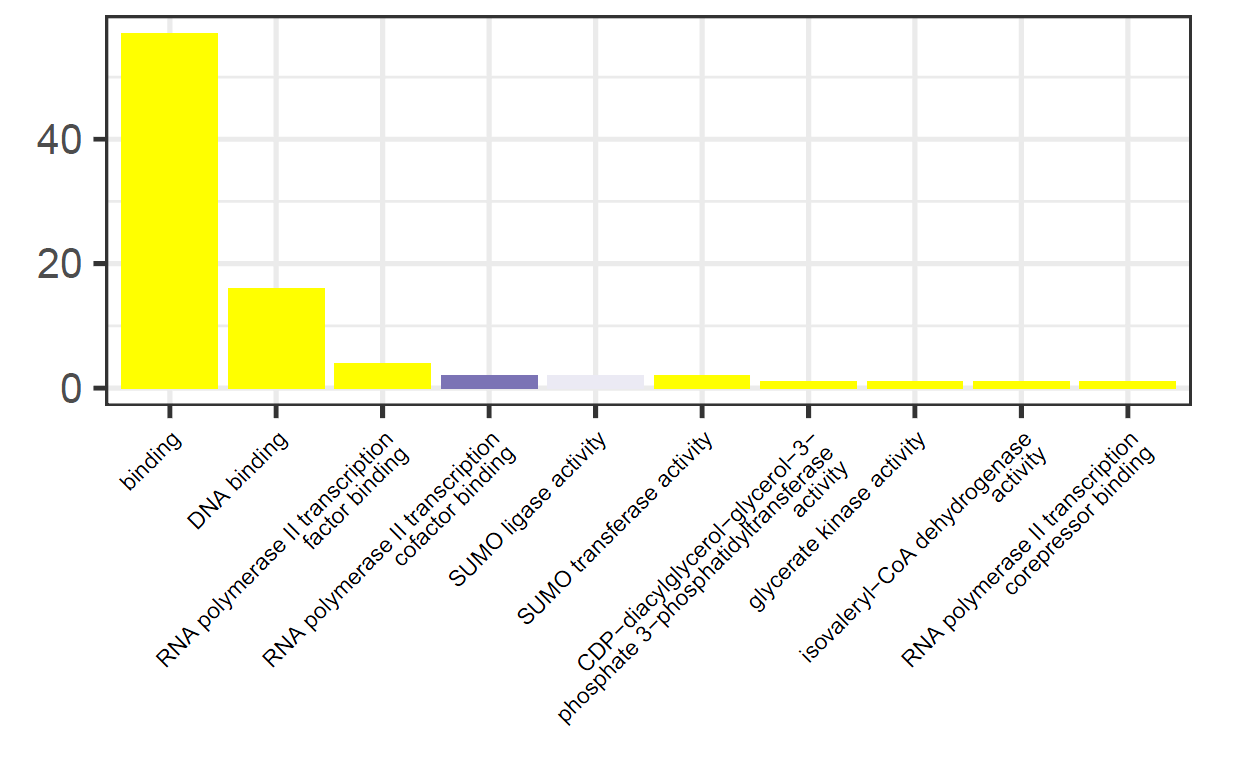 40
20
0
binding
DNA binding
RNA polymerase II transcription
factor binding
RNA polymerase II transcription
cofactor binding
SUMO ligase activity
SUMO transferase activity
CDP−diacylglycerol−glycerol−3−
phosphate 3−phosphatidyltransferase
activity
glycerate kinase activity
isovaleryl−CoA dehydrogenase
activity
RNA polymerase II transcription
corepressor binding